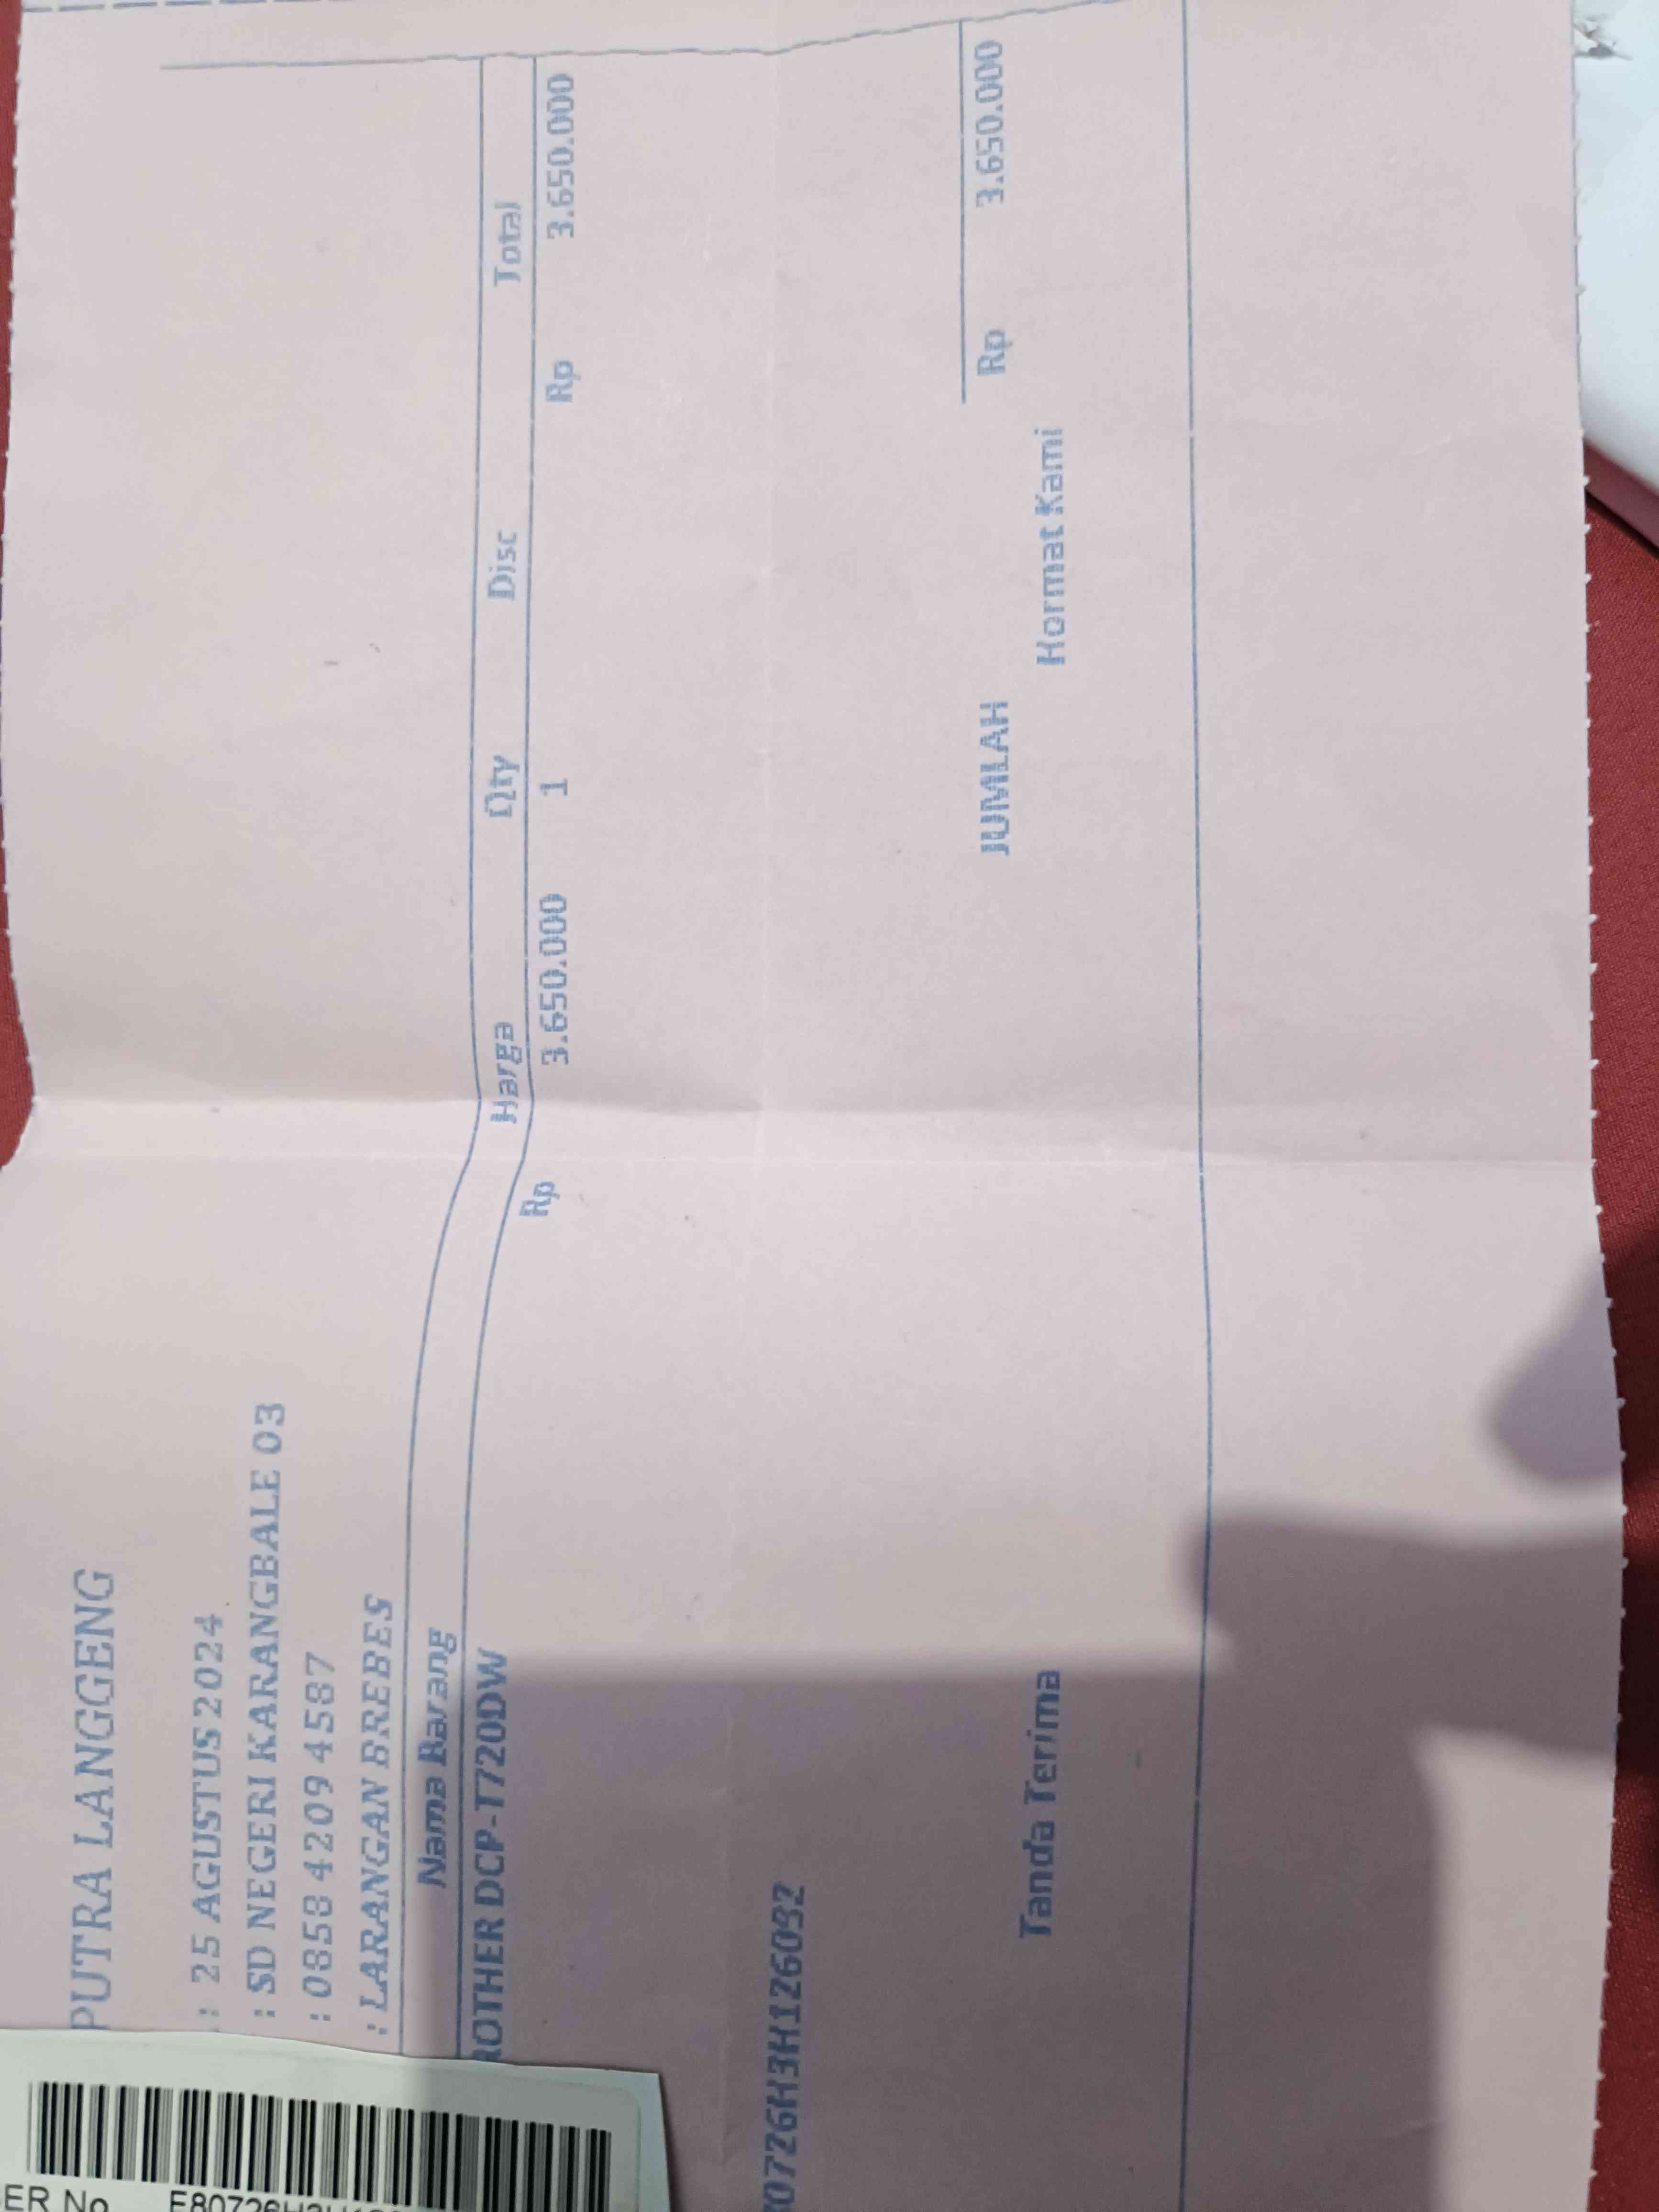 PUTRA LANGGENG
: 25 AGUSTUS 2024
: SD NEGERI KARANGBALE 03
: 0858 4209 4587
: LARANGAN BREBES
Nama Barang Harga Qty Disc Total
ROTHER DCP-T720DW Rp 3.650.000 1 Rp 3.650.000
0726H3H126092
JUMLAH Rp 3.650.000
Tanda Terima Hormat Kami
ER No. E80726H3H